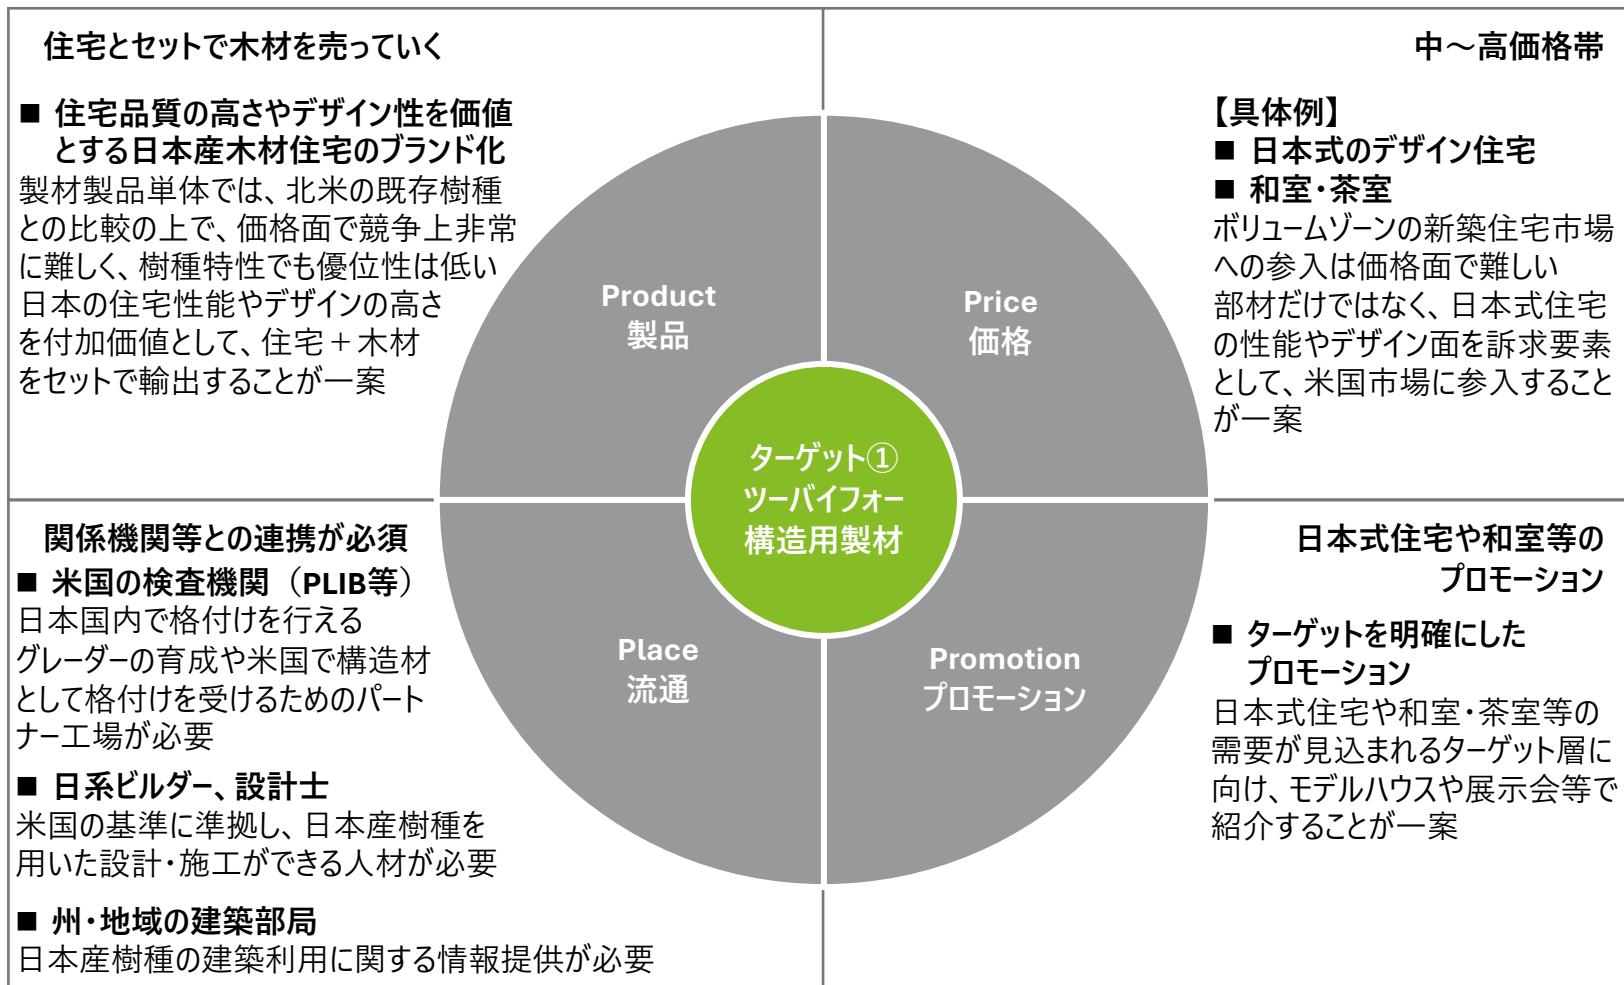 住宅とセットで木材を売っていく
■ 住宅品質の高さやデザイン性を価値
とする日本産木材住宅のブランド化
製材製品単体では、北米の既存樹種
との比較の上で、価格面で競争上非常
に難しく、樹種特性でも優位性は低い
日本の住宅性能やデザインの高さ
を付加価値として、住宅＋木材
をセットで輸出することが一案
中～高価格帯
【具体例】
■ 日本式のデザイン住宅
■ 和室・茶室
ボリュームゾーンの新築住宅市場
への参入は価格面で難しい
部材だけではなく、日本式住宅
の性能やデザイン面を訴求要素
として、米国市場に参入すること
が一案
Product
製品
Price
価格
ターゲット①
ツーバイフォー
構造用製材
Place
流通
Promotion
プロモーション
関係機関等との連携が必須
■ 米国の検査機関（PLIB等）
日本国内で格付けを行える
グレーダーの育成や米国で構造材
として格付けを受けるためのパート
ナー工場が必要
■ 日系ビルダー、設計士
米国の基準に準拠し、日本産樹種を
用いた設計・施工ができる人材が必要
■ 州・地域の建築部局
日本産樹種の建築利用に関する情報提供が必要
日本式住宅や和室等の
プロモーション
■ ターゲットを明確にした
プロモーション
日本式住宅や和室・茶室等の
需要が見込まれるターゲット層に
向け、モデルハウスや展示会等で
紹介することが一案